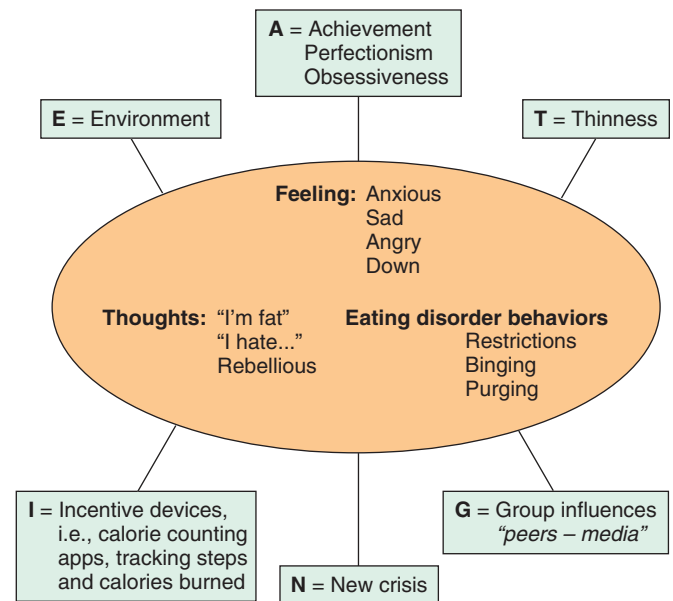 A = Achievement
Perfectionism
Obsessiveness
E = Environment
T = Thinness
Feeling: Anxious
Sad
Angry
Down
Thoughts: “I’m fat”
“I hate...”
Rebellious
Eating disorder behaviors
Restrictions
Binging
Purging
I = Incentive devices,
i.e., calorie counting
apps, tracking steps
and calories burned
N = New crisis
G = Group influences
“peers – media”